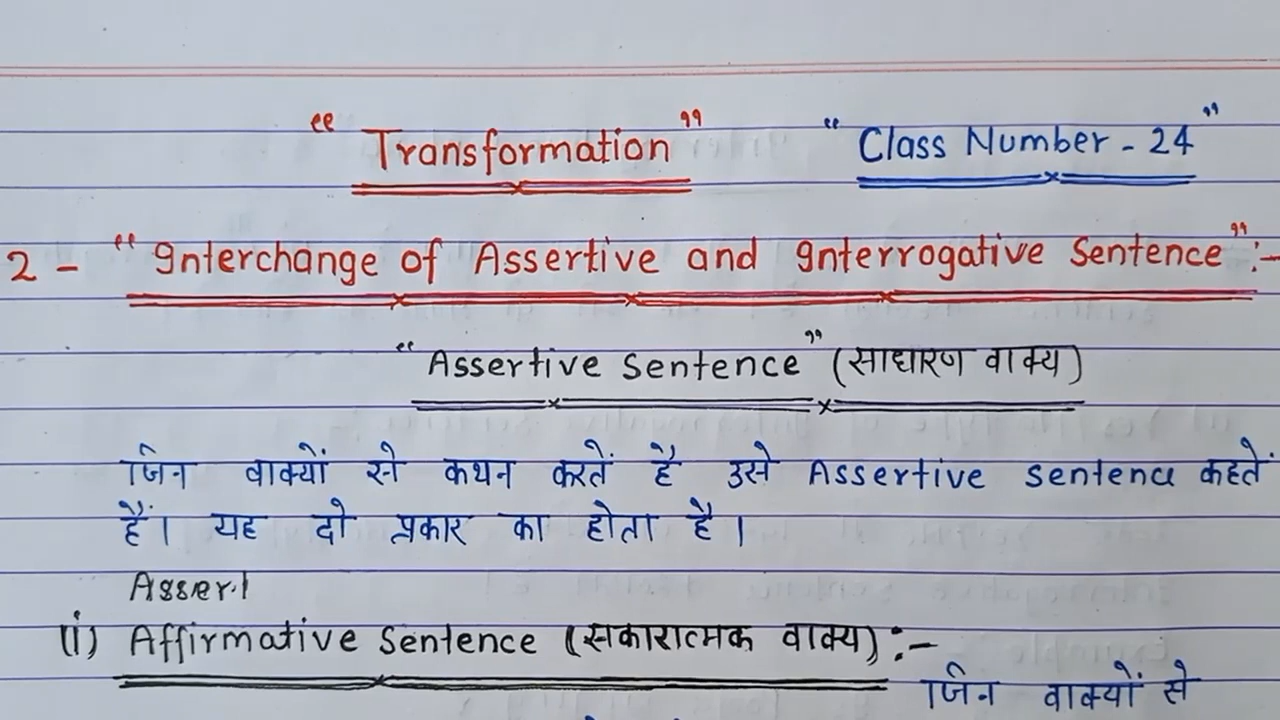 “Transformation” “Class Number - 24”
2 - “Interchange of Assertive and Interrogative Sentence” :-
“Assertive Sentence” (साधारण वाक्य)
जिन वाक्यों से कथन करतें है उसे Assertive sentence कहतें
हैं। यह दो प्रकार का होता है।
Assert
(i) Affirmative Sentence (सकारात्मक वाक्य) :-
जिन वाक्यों से